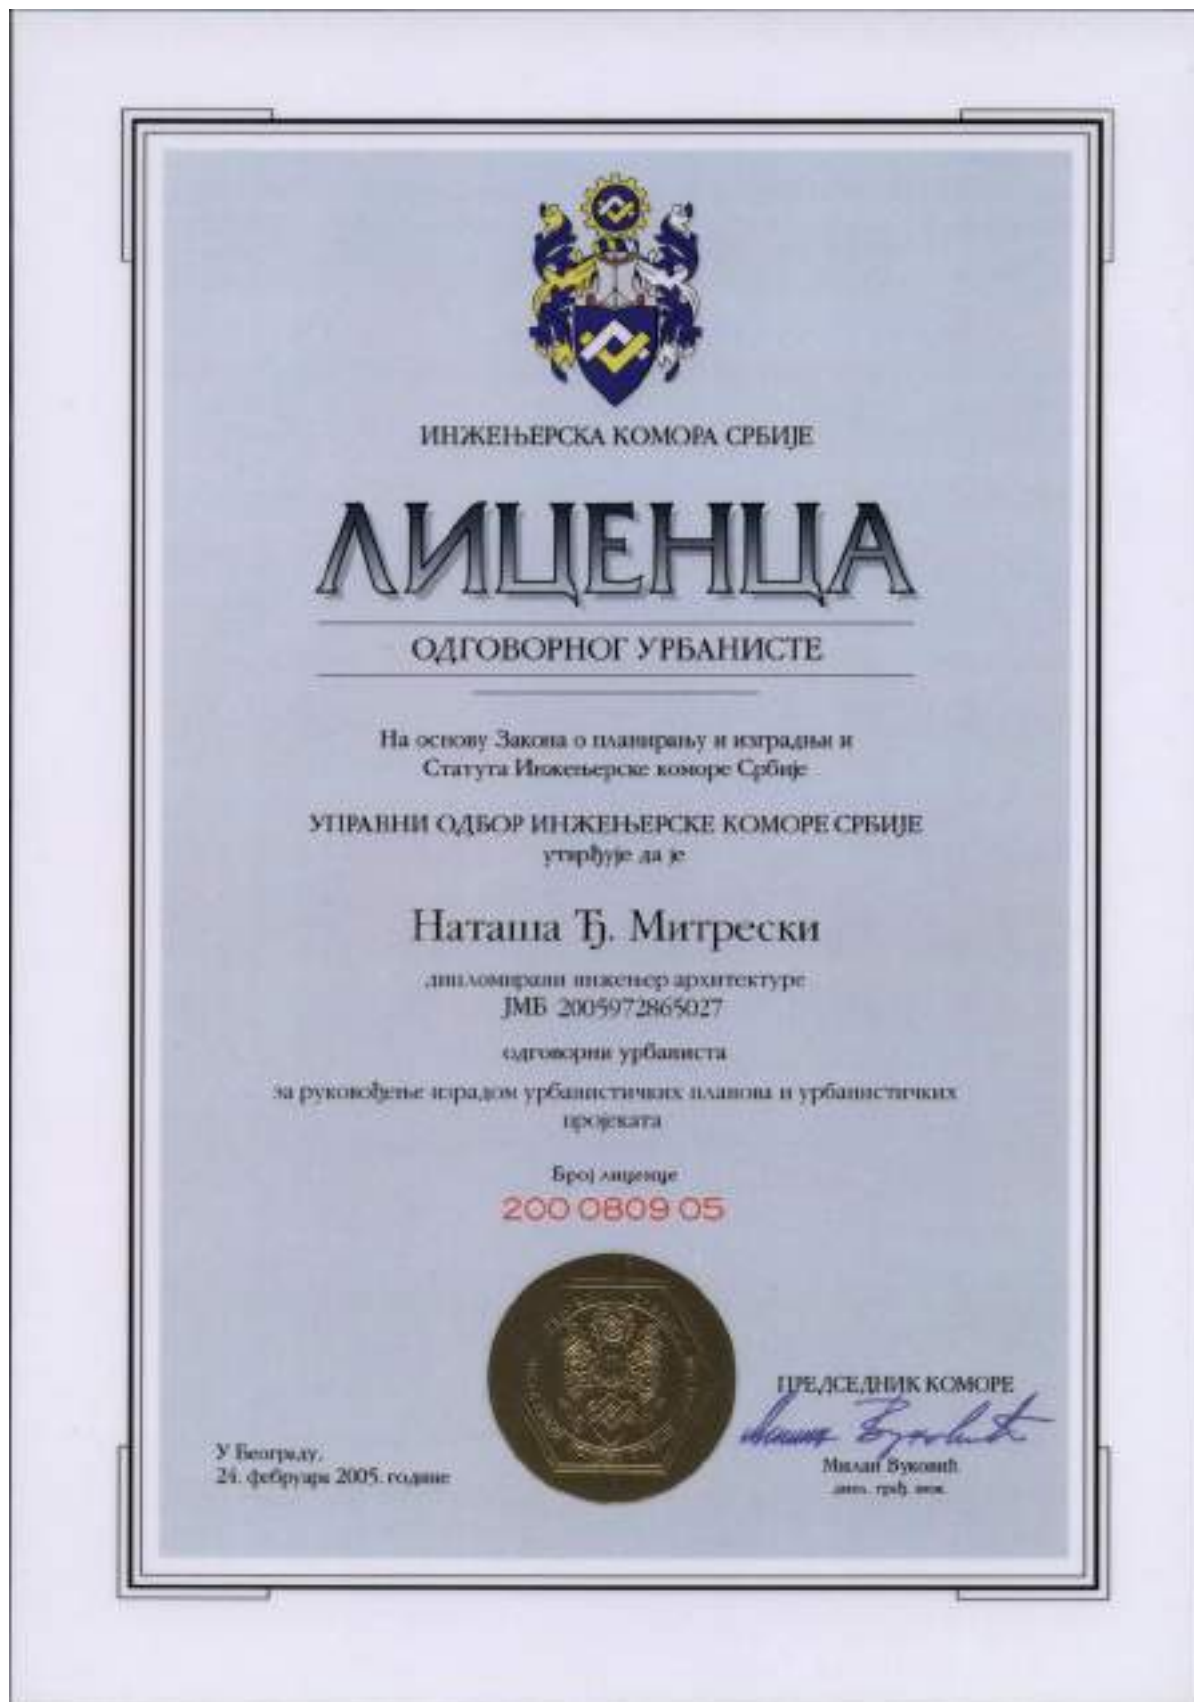 ИНЖЕЊЕРСКА КОМОРА СРБИЈЕ
ЛИЦЕНЦА
ОДГОВОРНОГ УРБАНИСТЕ
На основу Закона о планирању и изградњи и
Статута Инжењерске коморе Србије
УПРАВНИ ОДБОР ИНЖЕЊЕРСКЕ КОМОРЕ СРБИЈЕ
утврђује да је
Наташа Ђ. Митрески
дипломирани инжењер архитектуре
ЈМБ 2005972865027
одговорни урбаниста
за руковођење израдом урбанистичких планова и урбанистичких
пројеката
Број лиценце
200 0809 05
ПРЕДСЕДНИК КОМОРЕ
У Београду,
24. фебруара 2005. године
Милан Вуковић
дипл. грађ. инж.